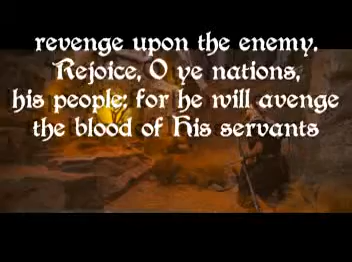 revenge upon the enemy.
Rejoice, O ye nations,
his people; for he will avenge
the blood of His servants